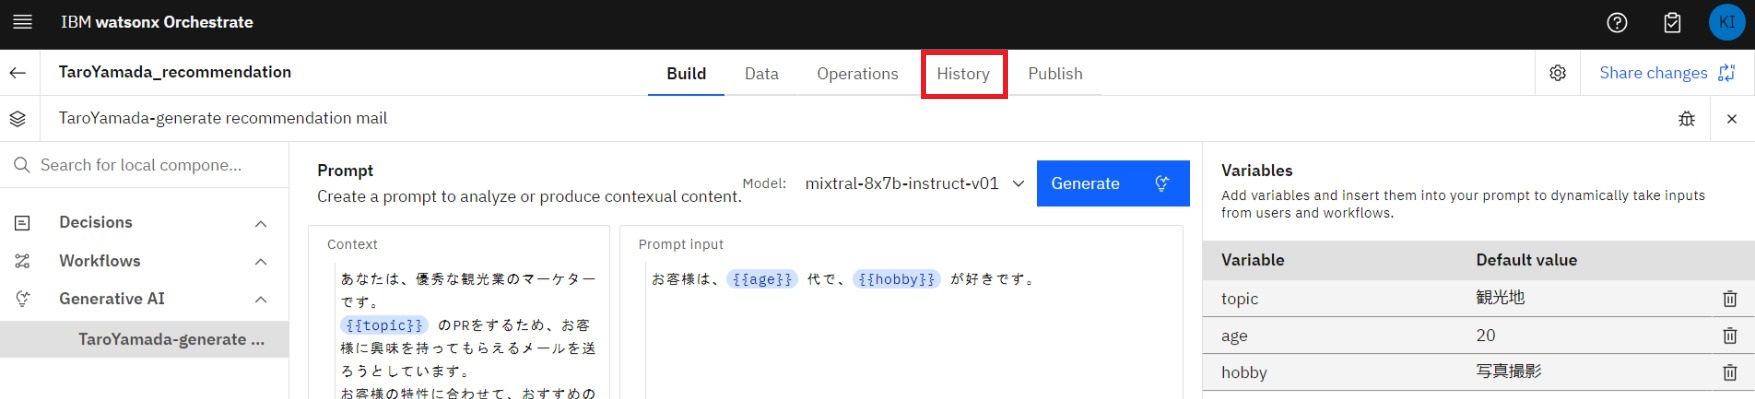 IBM watsonx Orchestrate
KI
TaroYamada_recommendation
Build
Data
Operations
History
Publish
Share changes
TaroYamada-generate recommendation mail
Search for local compone...
Decisions
Workflows
Generative AI
TaroYamada-generate ...
Prompt
Create a prompt to analyze or produce contexual content.
Model:
mixtral-8x7b-instruct-v01
Generate
Context
あなたは、優秀な観光業のマーケター
です。
{{topic}} のPRをするため、お客
様に興味を持ってもらえるメールを送
ろうとしています。
お客様の特性に合わせて、おすすめの
Prompt input
お客様は、{{age}} 代で、{{hobby}} が好きです。
Variables
Add variables and insert them into your prompt to dynamically take inputs
from users and workflows.
Variable
Default value
topic
観光地
age
20
hobby
写真撮影